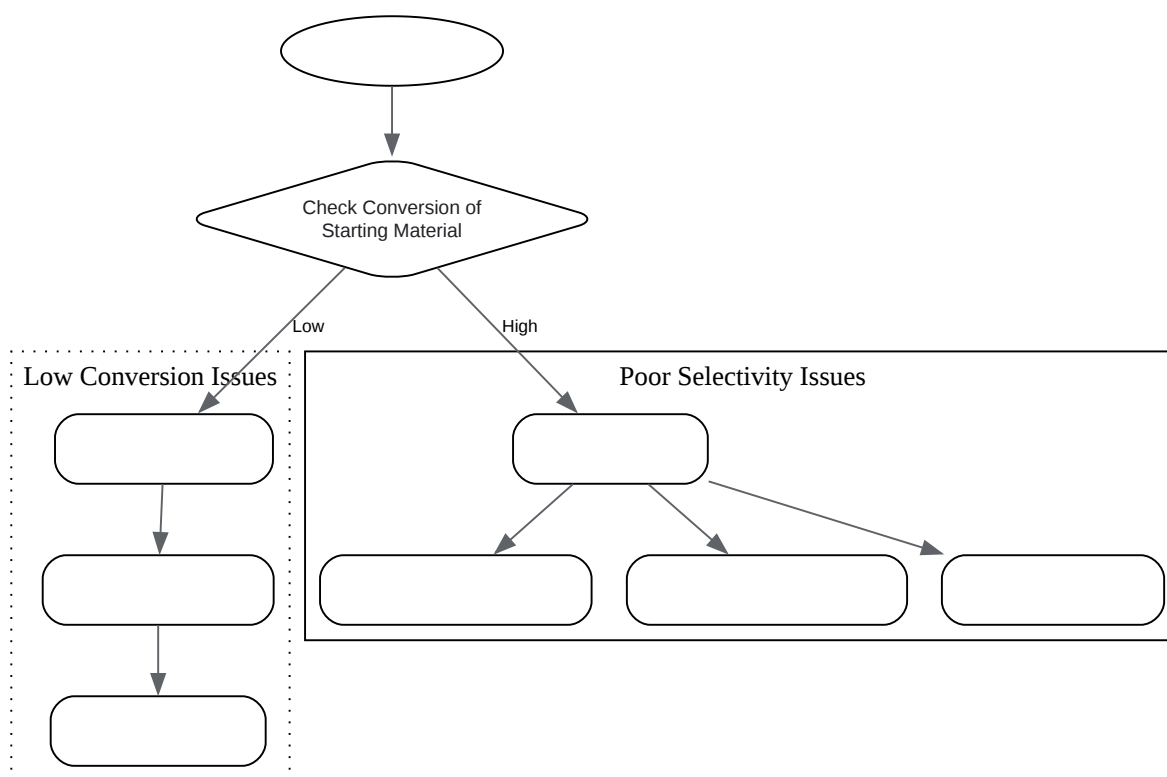 Check Conversion of
Starting Material
Low
High
Low Conversion Issues
Poor Selectivity Issues